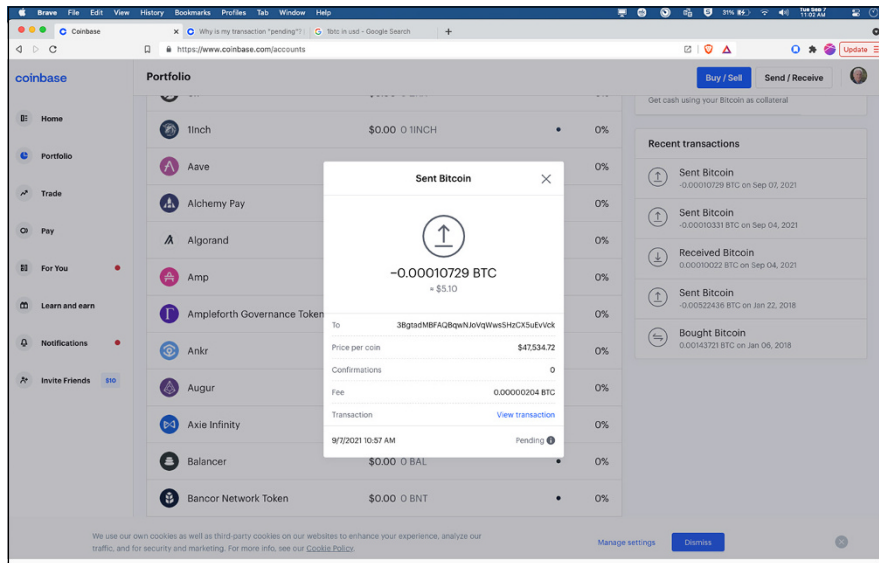 Brave File Edit View History Bookmarks Profiles Tab Window Help
31%
Tue Sep 7
11:02 AM
Coinbase
Why is my transaction "pending"?
1btc in usd - Google Search
https://www.coinbase.com/accounts
Update
coinbase
Portfolio
Buy / Sell
Send / Receive
Home
Portfolio
Trade
Pay
For You
Learn and earn
Notifications
Invite Friends $10
1inch $0.00 0 1INCH 0%
Aave 0%
Alchemy Pay 0%
Algorand 0%
Amp 0%
Ampleforth Governance Token 0%
Ankr 0%
Augur 0%
Axie Infinity 0%
Balancer $0.00 0 BAL 0%
Bancor Network Token $0.00 0 BNT 0%
Sent Bitcoin
-0.00010729 BTC
≈ $5.10
To 3BgtadMBFAQBqwNJoVqWwsSHzCX5uEvVck
Price per coin $47,534.72
Confirmations 0
Fee 0.00000204 BTC
Transaction View transaction
9/7/2021 10:57 AM Pending
Get cash using your Bitcoin as collateral
Recent transactions
Sent Bitcoin
-0.00010729 BTC on Sep 07, 2021
Sent Bitcoin
-0.00010331 BTC on Sep 04, 2021
Received Bitcoin
0.00010022 BTC on Sep 04, 2021
Sent Bitcoin
-0.00522436 BTC on Jan 22, 2018
Bought Bitcoin
0.00143721 BTC on Jan 06, 2018
We use our own cookies as well as third-party cookies on our websites to enhance your experience, analyze our
traffic, and for security and marketing. For more info, see our Cookie Policy.
Manage settings
Dismiss